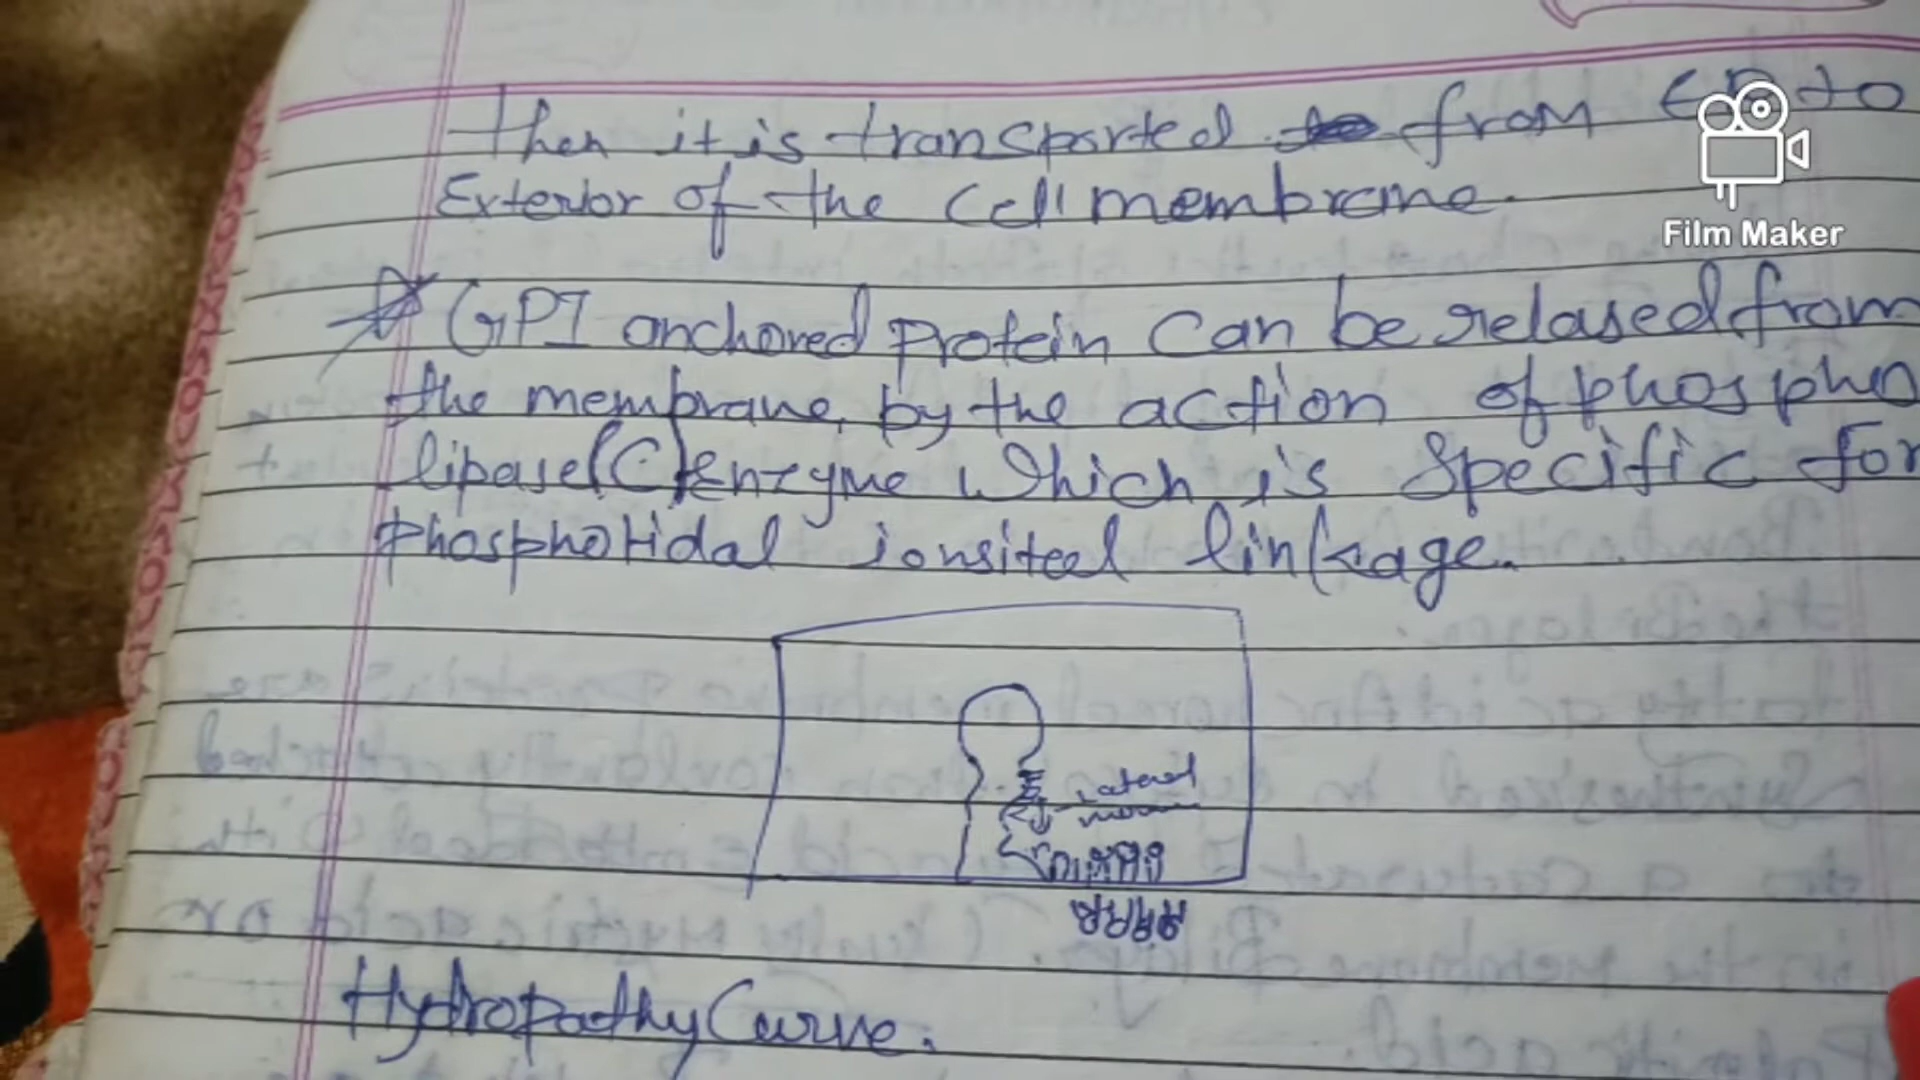 then it is transported from ER to
Exterior of the Cell membrane.
GPI anchored protein can be relased from
the membrane, by the action of phospho
lipase (C) Enzyme which is specific for
phosphotidal ionsiteel linkage.
Hydropathy Curve.
Film Maker